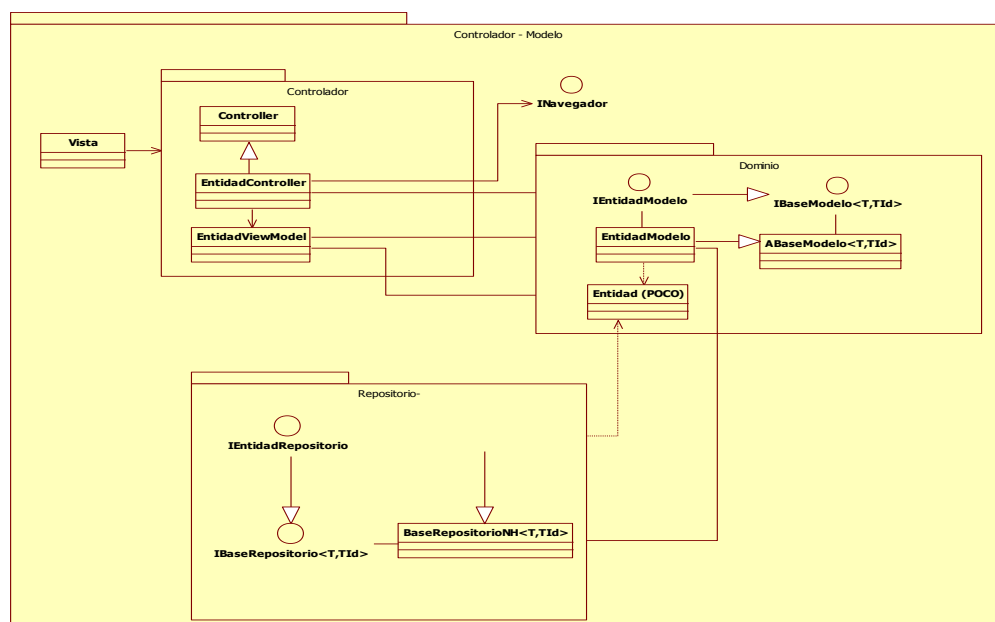 Controlador - Modelo
Controlador
Controller
INavegador
Vista
Dominio
EntidadController
IEntidadModelo
IBaseModelo<T,TId>
EntidadViewModel
EntidadModelo
ABaseModelo<T,TId>
Entidad (POCO)
Repositorio-
IEntidadRepositorio
BaseRepositorioNH<T,TId>
IBaseRepositorio<T,TId>